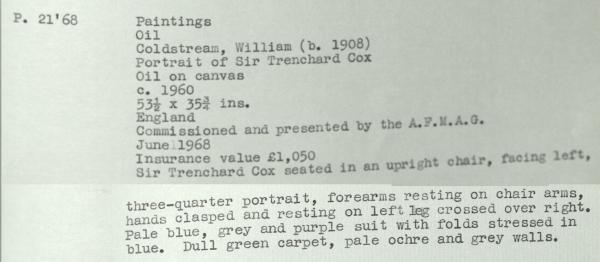 P. 21'68
Paintings
Oil
Coldstream, William (b. 1908)
Portrait of Sir Trenchard Cox
Oil on canvas
c. 1960
53½ x 35¾ ins.
England
Commissioned and presented by the A.F.M.A.G.
June 1968
Insurance value £1,050
Sir Trenchard Cox seated in an upright chair, facing left,
three-quarter portrait, forearms resting on chair arms,
hands clasped and resting on left leg crossed over right.
Pale blue, grey and purple suit with folds stressed in
blue. Dull green carpet, pale ochre and grey walls.